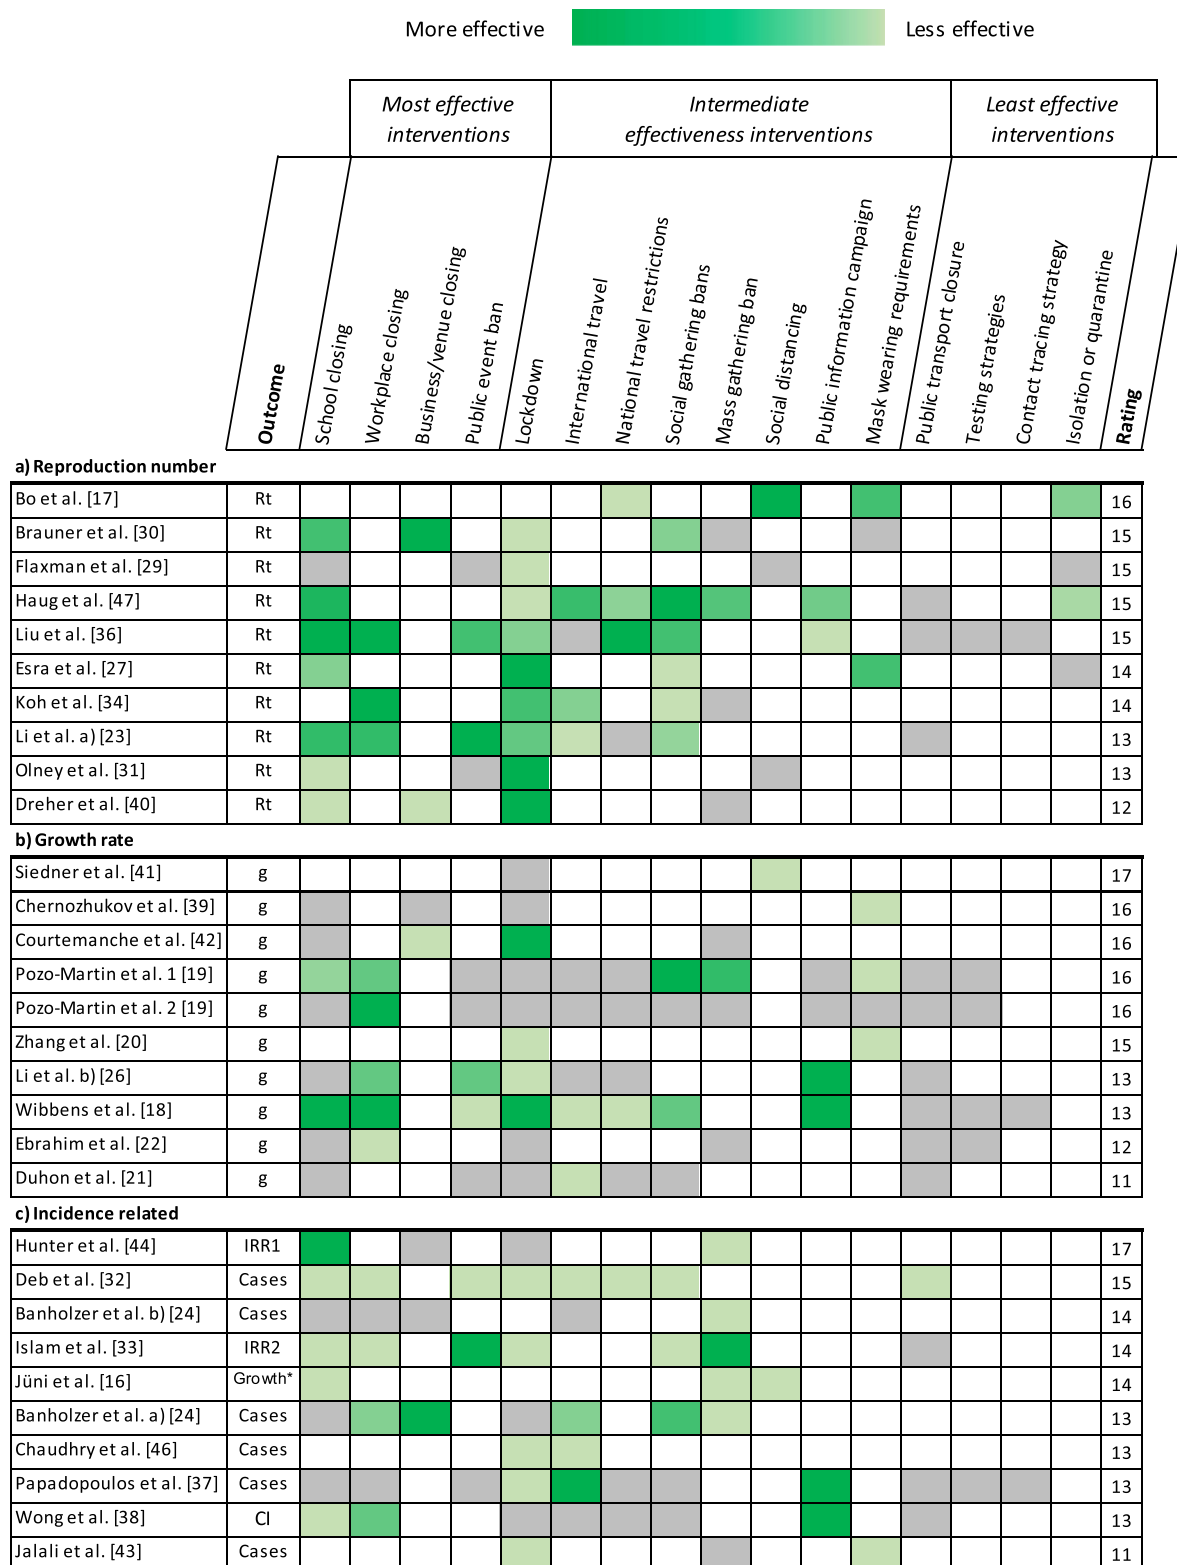 More effective
Less effective
Most effective
interventions
Intermediate
effectiveness interventions
Least effective
interventions
Outcome
School closing
Workplace closing
Business/venue closing
Public event ban
Lockdown
International travel
National travel restrictions
Social gathering bans
Mass gathering ban
Social distancing
Public information campaign
Mask wearing requirements
Public transport closure
Testing strategies
Contact tracing strategy
Isolation or quarantine
Rating
a) Reproduction number
Bo et al. [17] Rt 16
Brauner et al. [30] Rt 15
Flaxman et al. [29] Rt 15
Haug et al. [47] Rt 15
Liu et al. [36] Rt 15
Esra et al. [27] Rt 14
Koh et al. [34] Rt 14
Li et al. a) [23] Rt 13
Olney et al. [31] Rt 13
Dreher et al. [40] Rt 12
b) Growth rate
Siedner et al. [41] g 17
Chernozhukov et al. [39] g 16
Courtemanche et al. [42] g 16
Pozo-Martin et al. 1 [19] g 16
Pozo-Martin et al. 2 [19] g 16
Zhang et al. [20] g 15
Li et al. b) [26] g 13
Wibbens et al. [18] g 13
Ebrahim et al. [22] g 12
Duhon et al. [21] g 11
c) Incidence related
Hunter et al. [44] IRR1 17
Deb et al. [32] Cases 15
Banholzer et al. b) [24] Cases 14
Islam et al. [33] IRR2 14
Jüni et al. [16] Growth* 14
Banholzer et al. a) [24] Cases 13
Chaudhry et al. [46] Cases 13
Papadopoulos et al. [37] Cases 13
Wong et al. [38] CI 13
Jalali et al. [43] Cases 11